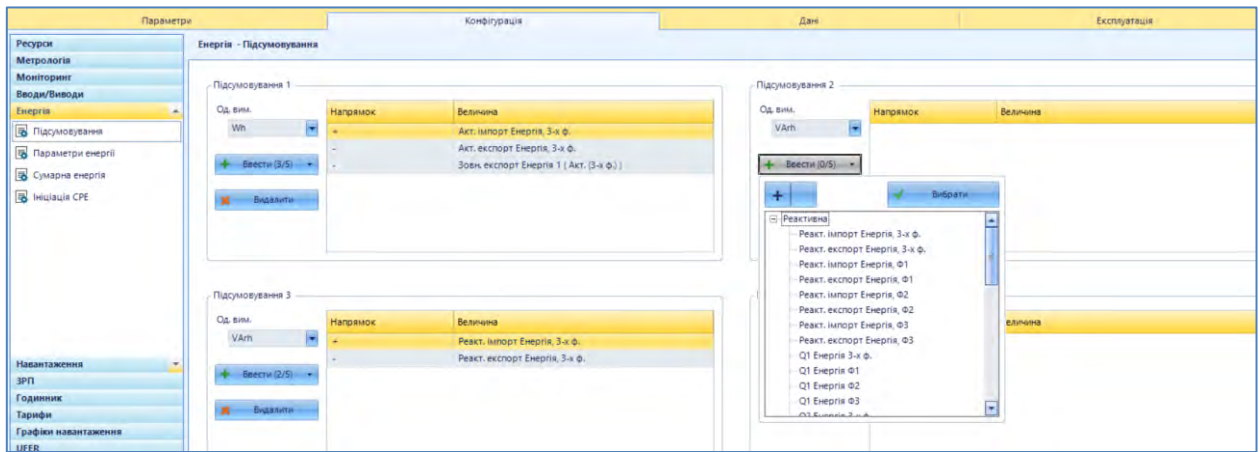 Параметри
Конфігурація
Дані
Експлуатація
Ресурси
Метрологія
Моніторинг
Вводи/Виводи
Енергія
Підсумовування
Параметри енергії
Сумарна енергія
Ініціація CPE
Навантаження
ЗРП
Годинник
Тарифи
Графіки навантаження
UFER
Енергія - Підсумовування
Підсумовування 1
Од. вим.
Wh
Ввести (3/5)
Видалити
Напрямок Величина
+ Акт. імпорт Енергія, 3-х ф.
- Акт. експорт Енергія, 3-х ф.
- Зовн. експорт Енергія 1 ( Акт. (3-х ф.) )
Підсумовування 2
Од. вим.
VArh
Ввести (0/5)
Напрямок Величина
+ Вибрати
Реактивна
Реакт. імпорт Енергія, 3-х ф.
Реакт. експорт Енергія, 3-х ф.
Реакт. імпорт Енергія, Ф1
Реакт. експорт Енергія, Ф1
Реакт. імпорт Енергія, Ф2
Реакт. експорт Енергія, Ф2
Реакт. імпорт Енергія, Ф3
Реакт. експорт Енергія, Ф3
Q1 Енергія 3-х ф.
Q1 Енергія Ф1
Q1 Енергія Ф2
Q1 Енергія Ф3
Підсумовування 3
Од. вим.
VArh
Ввести (2/5)
Видалити
Напрямок Величина
+ Реакт. імпорт Енергія, 3-х ф.
- Реакт. експорт Енергія, 3-х ф.
еличина